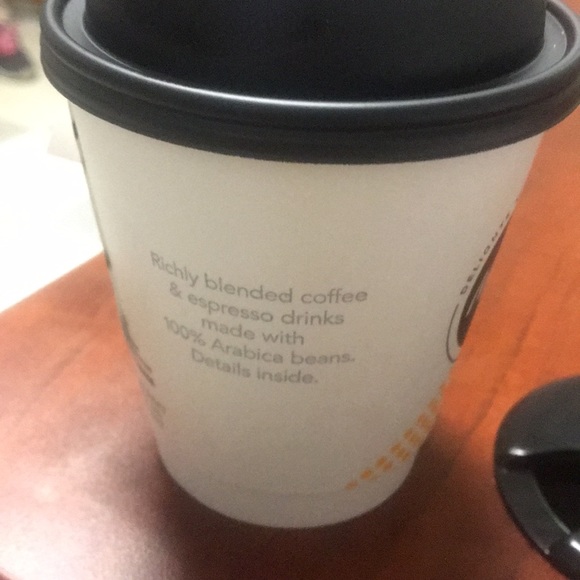 Richly blended coffee
& espresso drinks
made with
100% Arabica beans.
Details inside.